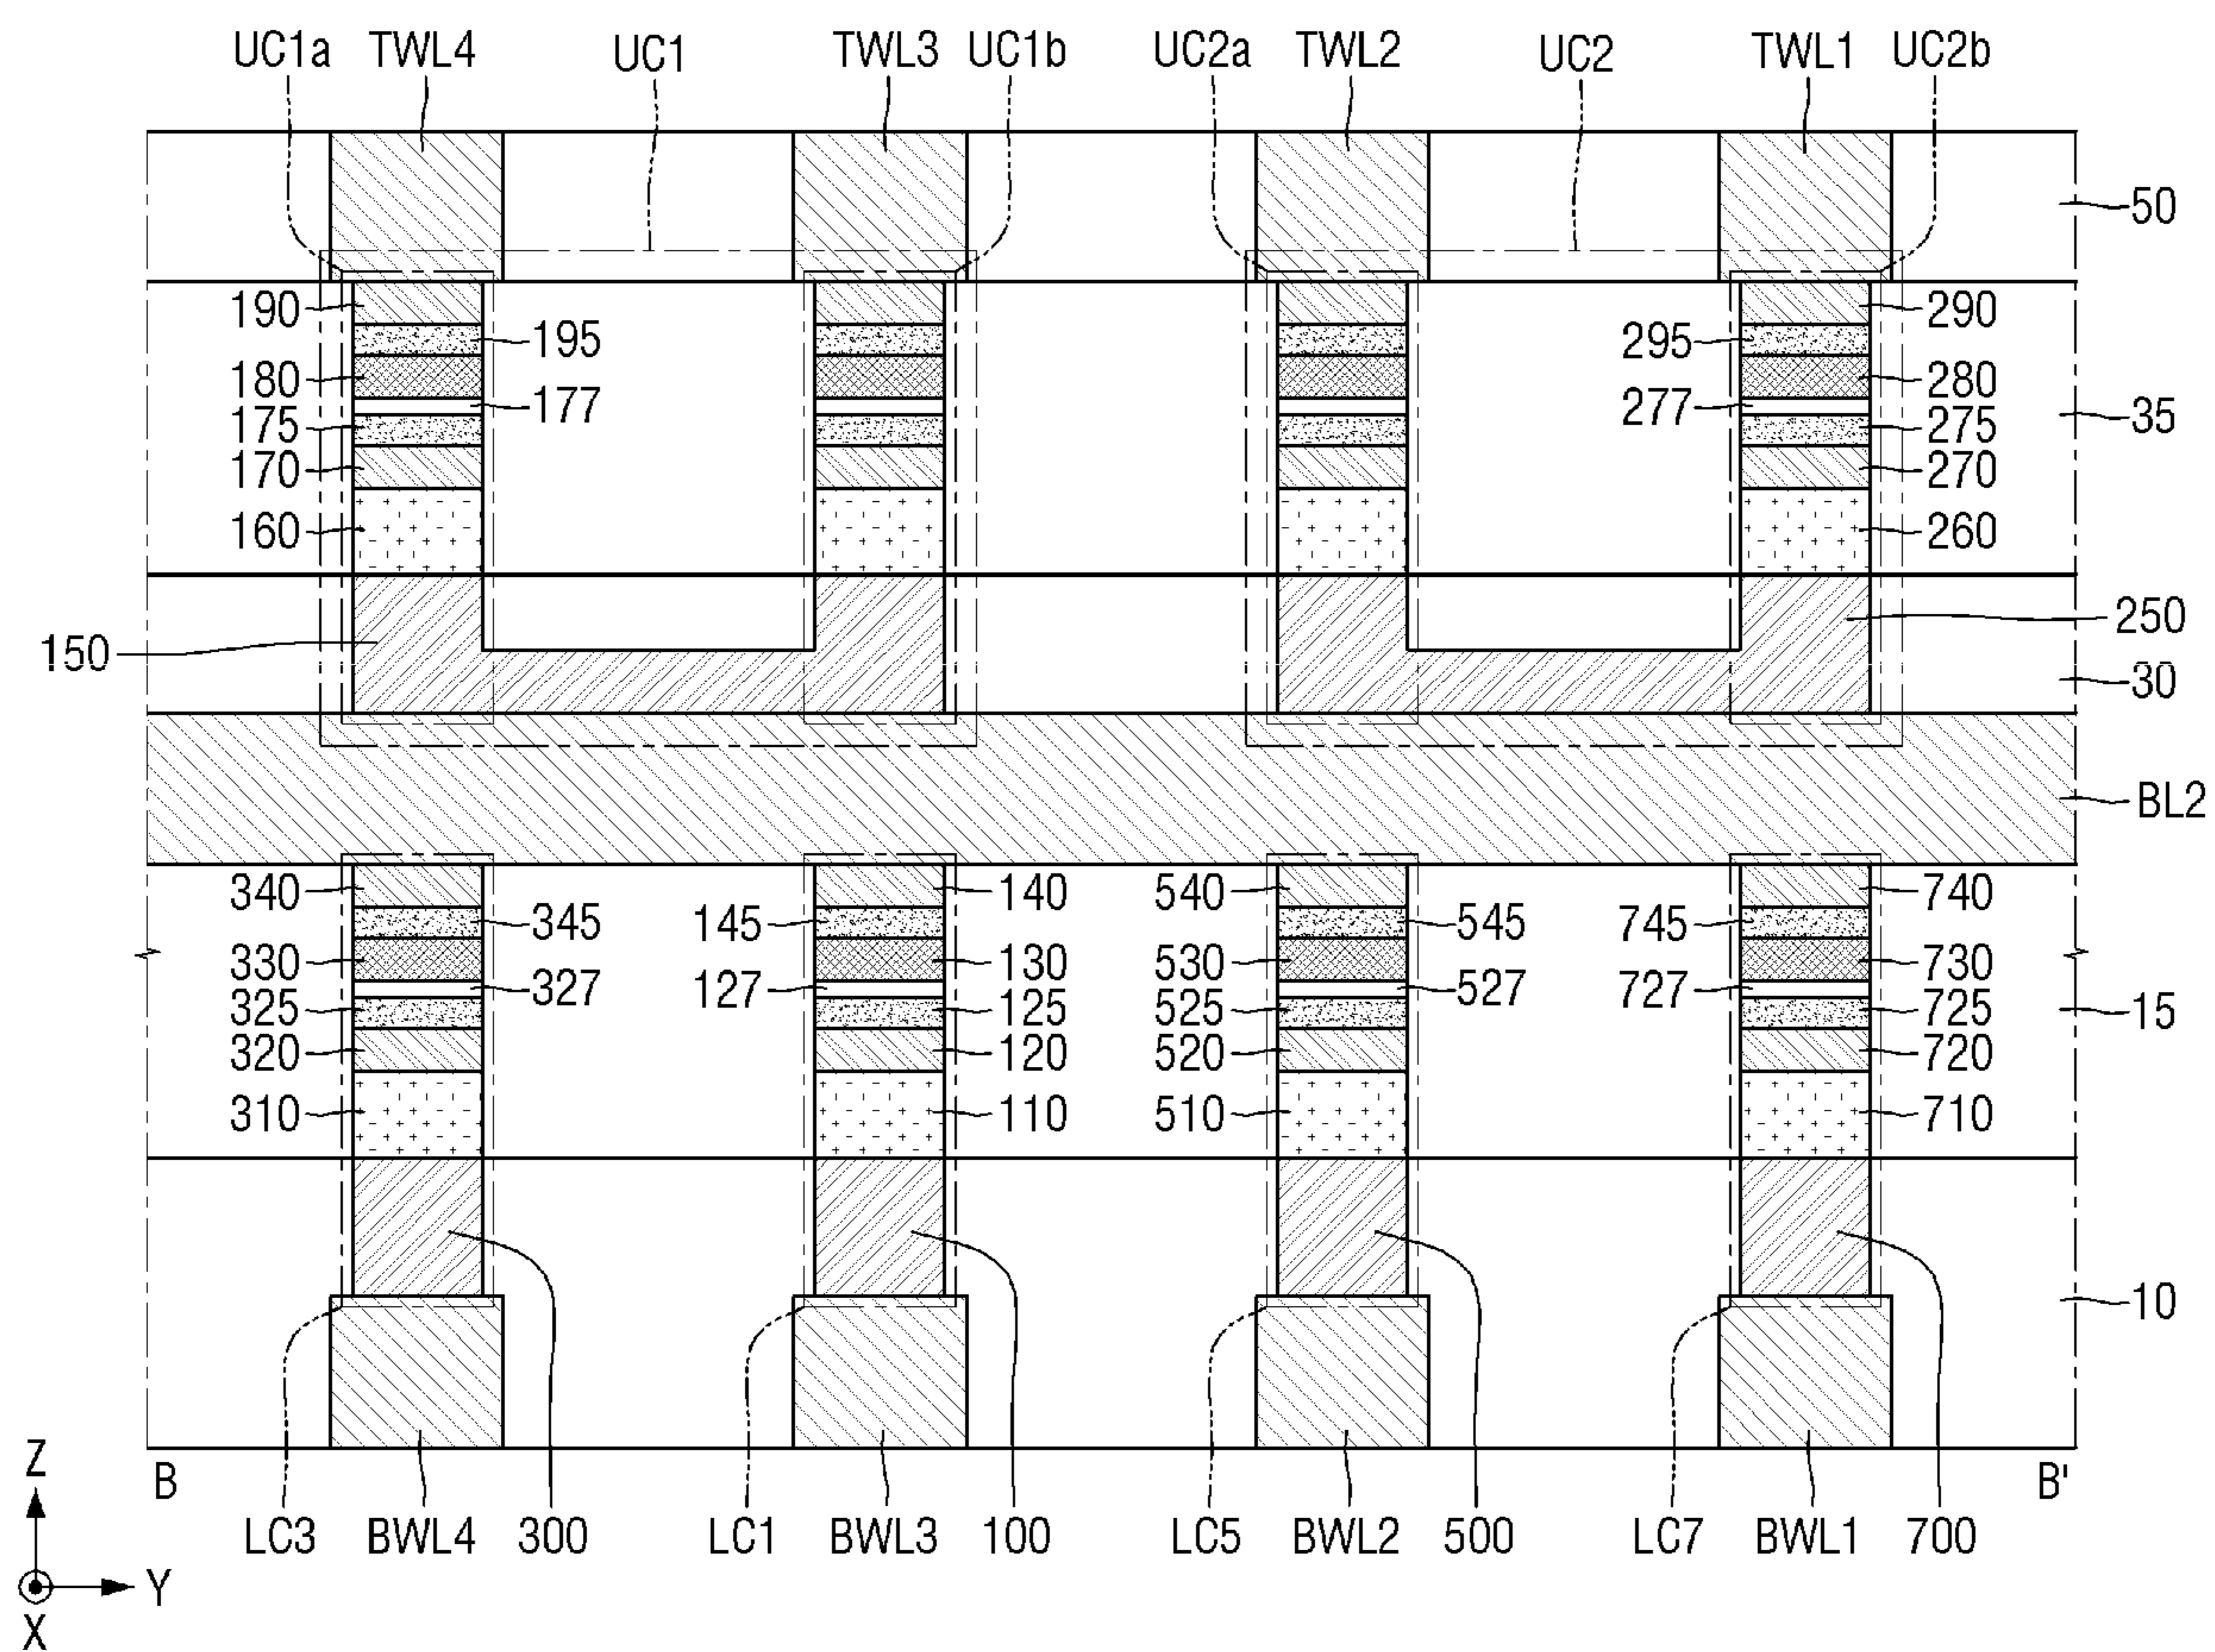 UC1a TWL4 UC1 TWL3 UC1b UC2a TWL2 UC2 TWL1 UC2b
50
190 290
195 295
180 280
177 277
175 275 35
170 270
160 260
250
150
30
BL2
340 140 540 740
345 145 545 745
330 130 530 730
327 127 527 727
325 125 525 725 15
320 120 520 720
310 110 510 710
10
Z B B'
LC3 BWL4 300 LC1 BWL3 100 LC5 BWL2 500 LC7 BWL1 700
Y
X